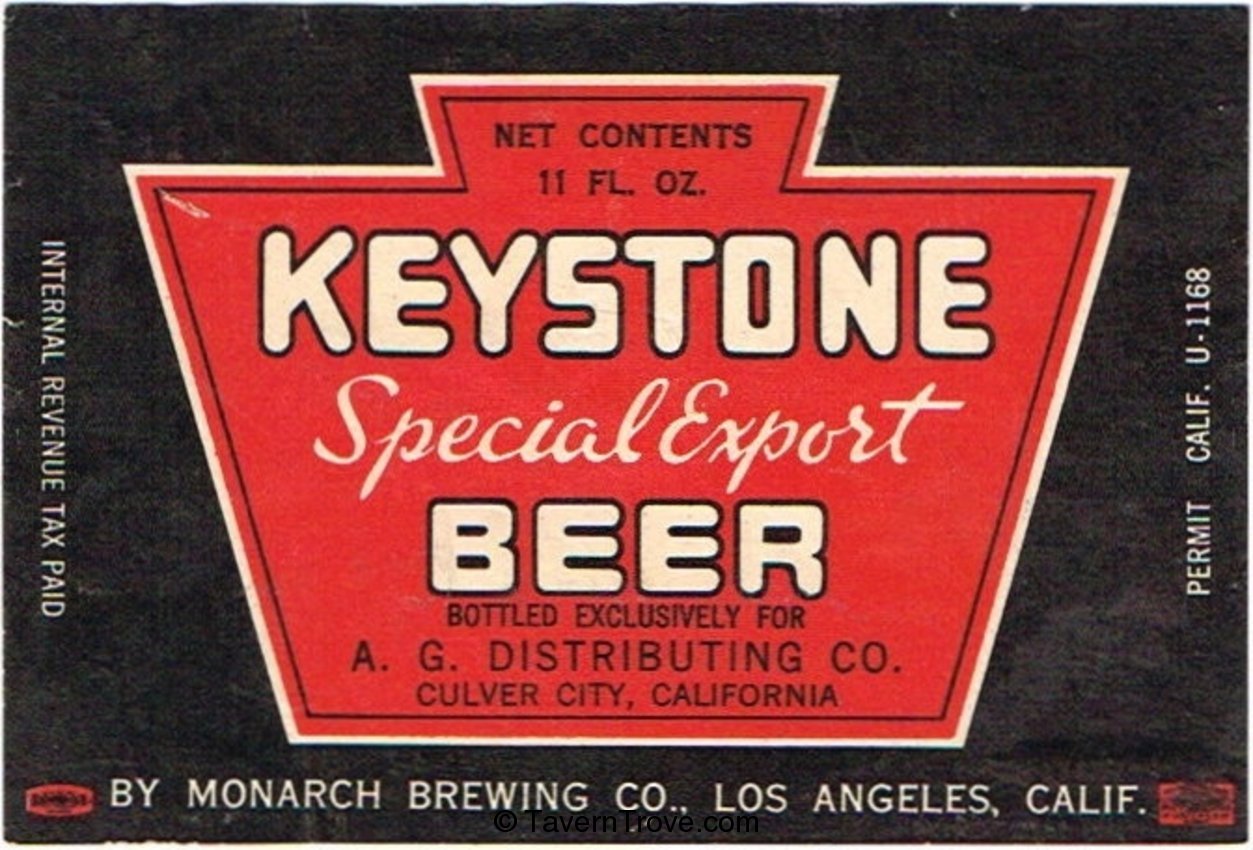 NET CONTENTS
11 FL. OZ.
KEYSTONE
Special Export
BEER
BOTTLED EXCLUSIVELY FOR
A. G. DISTRIBUTING CO.
CULVER CITY, CALIFORNIA
INTERNAL REVENUE TAX PAID
PERMIT CALIF. U-1168
BY MONARCH BREWING CO., LOS ANGELES, CALIF.
© TavernTrove.com